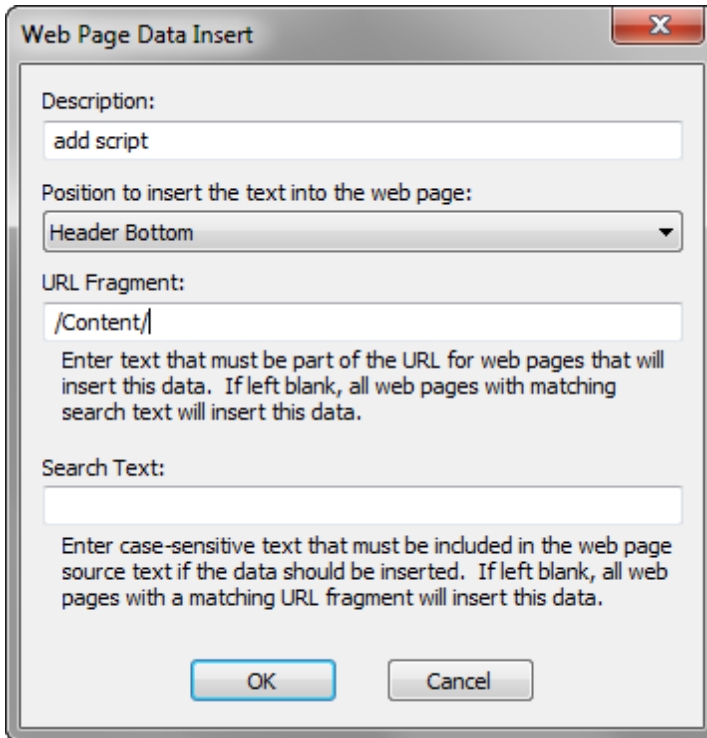 Web Page Data Insert
Description:
add script
Position to insert the text into the web page:
Header Bottom
URL Fragment:
/Content/
Enter text that must be part of the URL for web pages that will
insert this data.  If left blank, all web pages with matching
search text will insert this data.
Search Text:
Enter case-sensitive text that must be included in the web page
source text if the data should be inserted.  If left blank, all web
pages with a matching URL fragment will insert this data.
OK
Cancel